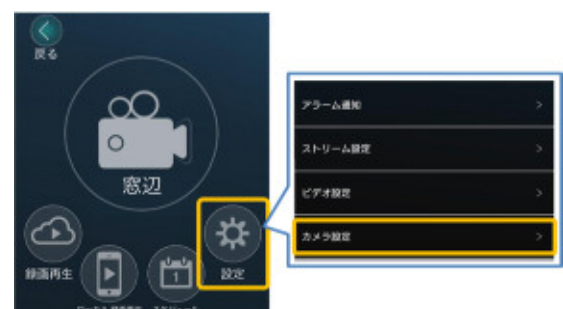 戻る
窓辺
録画再生
1
設定
アラーム通知
ストリーム設定
ビデオ設定
カメラ設定